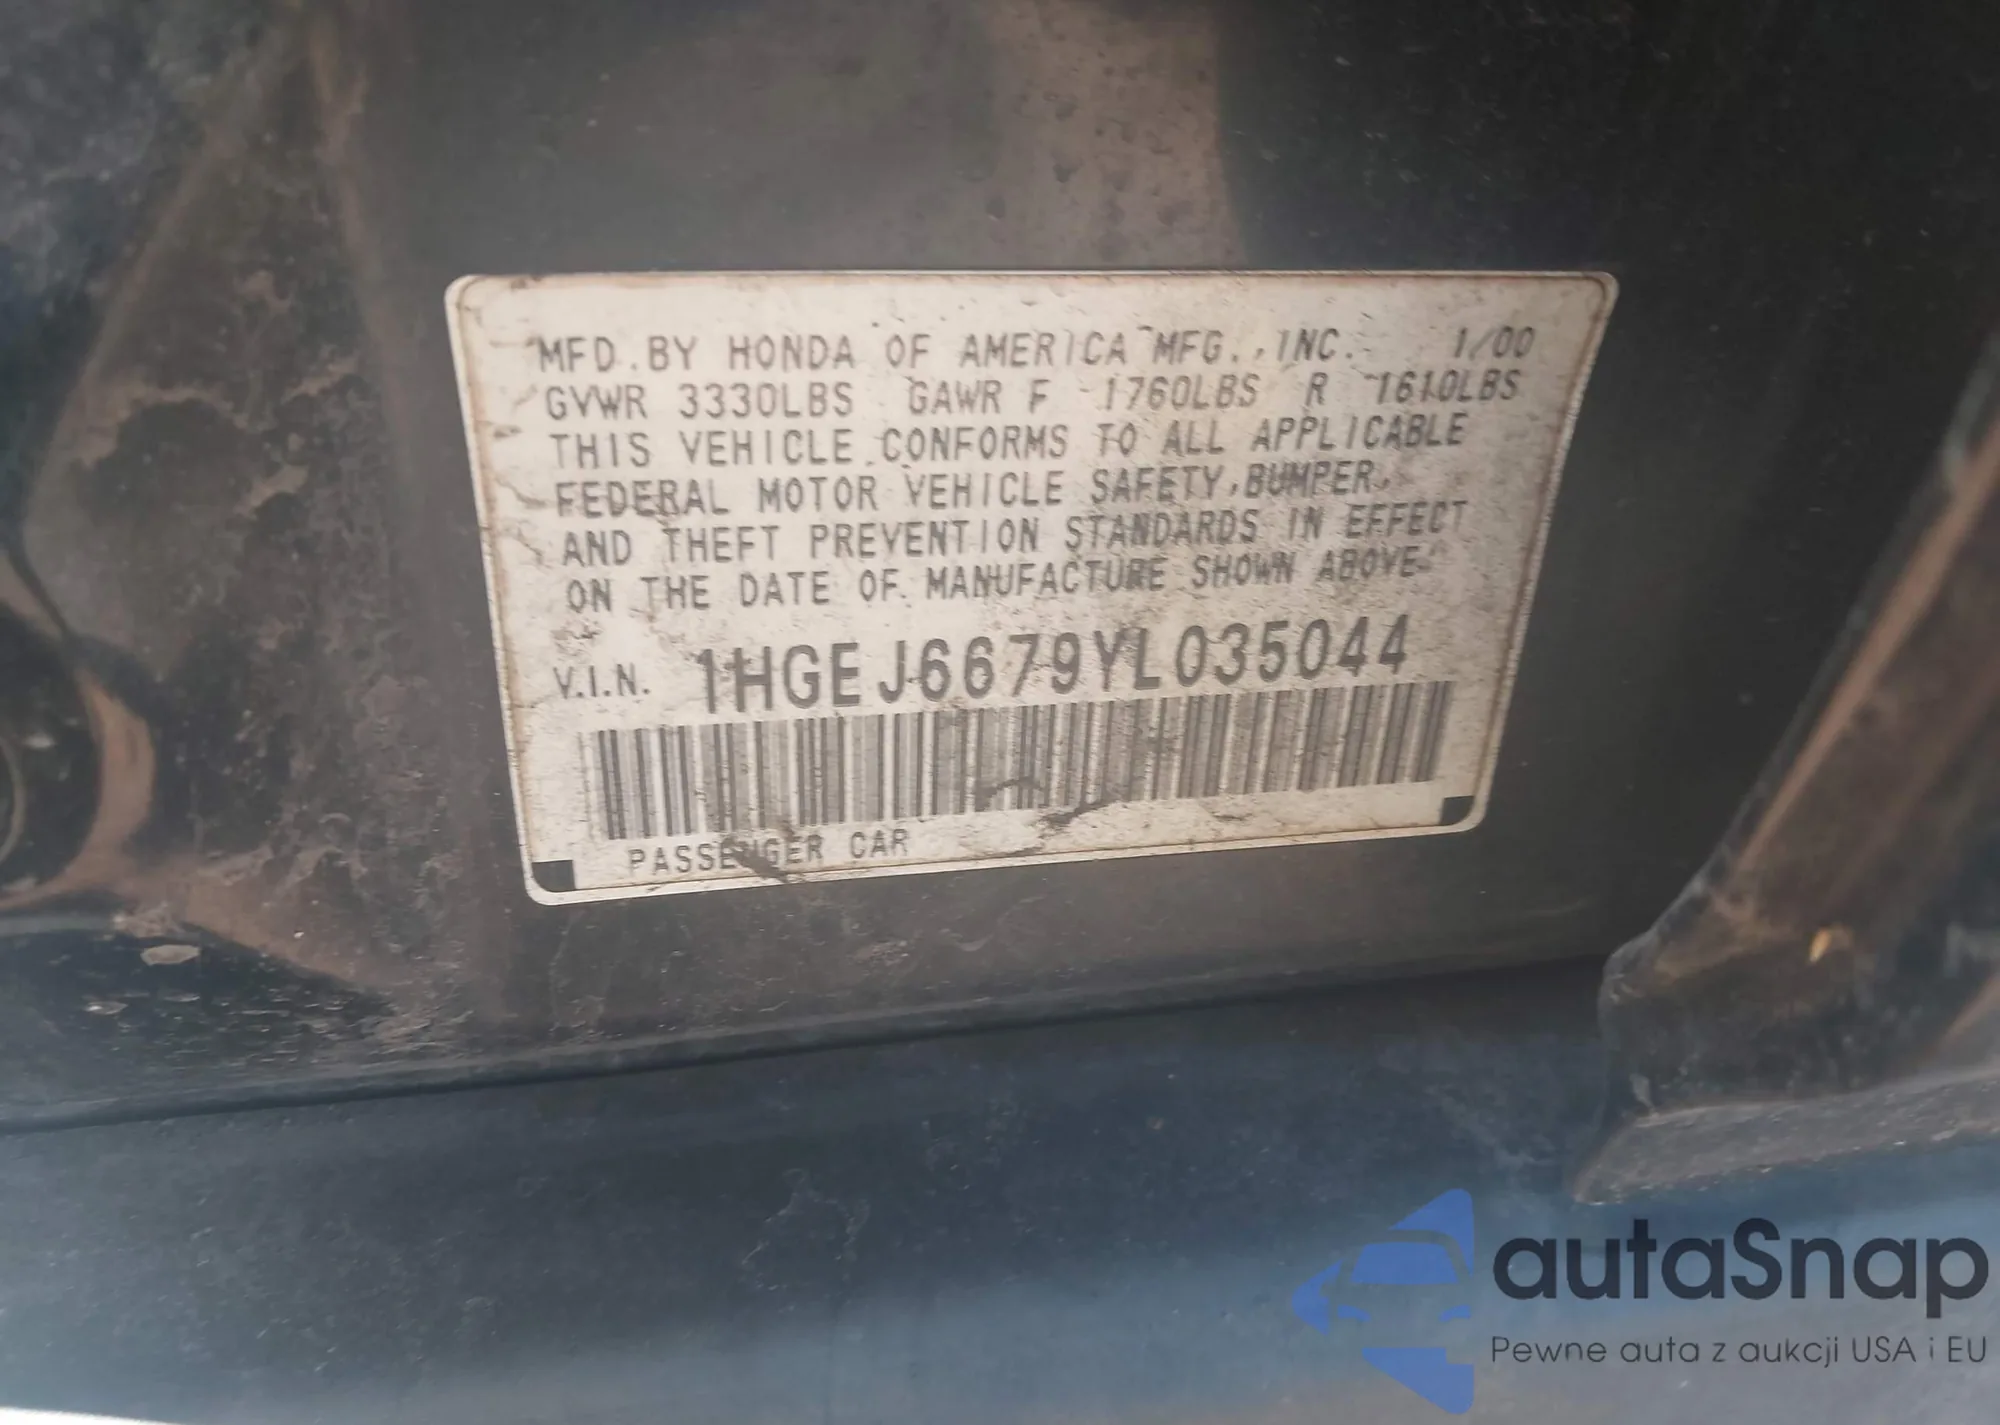 MFD. BY HONDA OF AMERICA MFG., INC. 1/00
GVWR 3330LBS GAWR F 1760LBS R 1610LBS
THIS VEHICLE CONFORMS TO ALL APPLICABLE
FEDERAL MOTOR VEHICLE SAFETY, BUMPER,
AND THEFT PREVENTION STANDARDS IN EFFECT
ON THE DATE OF MANUFACTURE SHOWN ABOVE.
V.I.N. 1HGEJ6679YL035044
PASSENGER CAR
autaSnap
Pewne auta z aukcji USA i EU